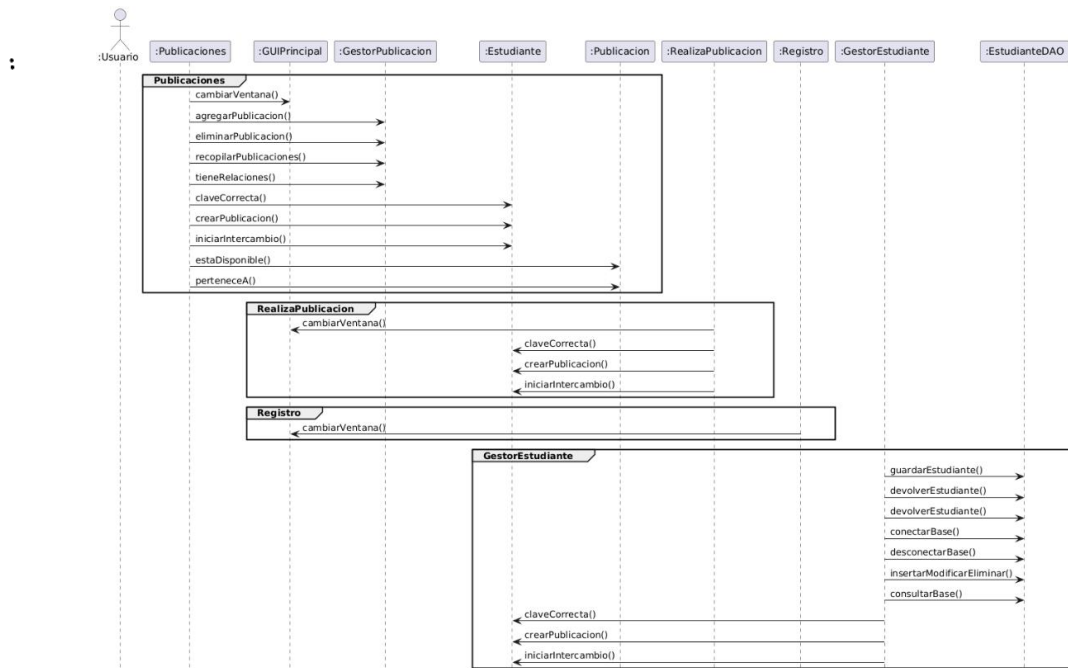 :Usuario :Publicaciones :GUIPrincipal :GestorPublicacion :Estudiante :Publicacion :RealizaPublicacion :Registro :GestorEstudiante :EstudianteDAO
:
Publicaciones
cambiarVentana()
agregarPublicacion()
eliminarPublicacion()
recopilarPublicaciones()
tieneRelaciones()
claveCorrecta()
crearPublicacion()
iniciarIntercambio()
estaDisponible()
perteneceA()
RealizaPublicacion
cambiarVentana()
claveCorrecta()
crearPublicacion()
iniciarIntercambio()
Registro
cambiarVentana()
GestorEstudiante
guardarEstudiante()
devolverEstudiante()
devolverEstudiante()
conectarBase()
desconectarBase()
insertarModificarEliminar()
consultarBase()
claveCorrecta()
crearPublicacion()
iniciarIntercambio()